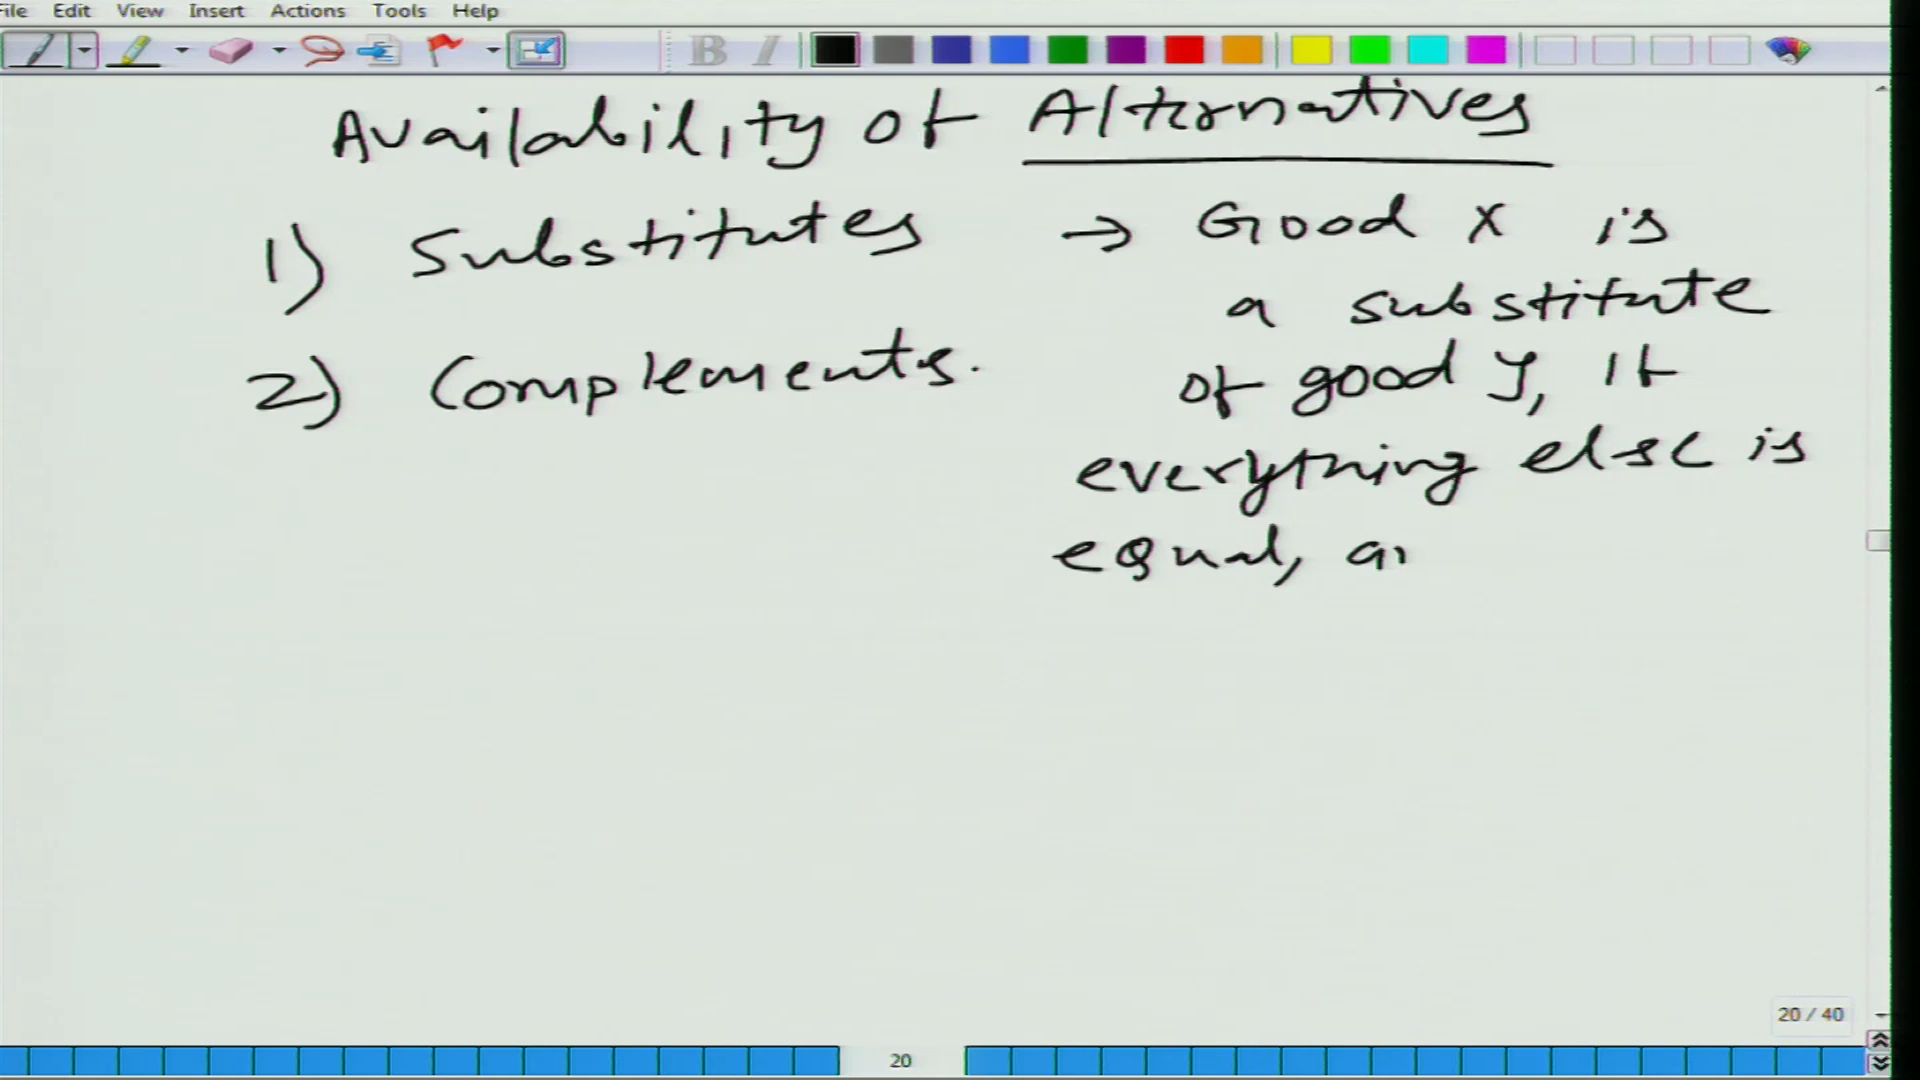 File Edit View Insert Actions Tools Help
B I
Availability of Alternatives
1) Substitutes → Good X is
a substitute
2) Complements. of good Y, if
everything else is
equal, an
20 / 40
20